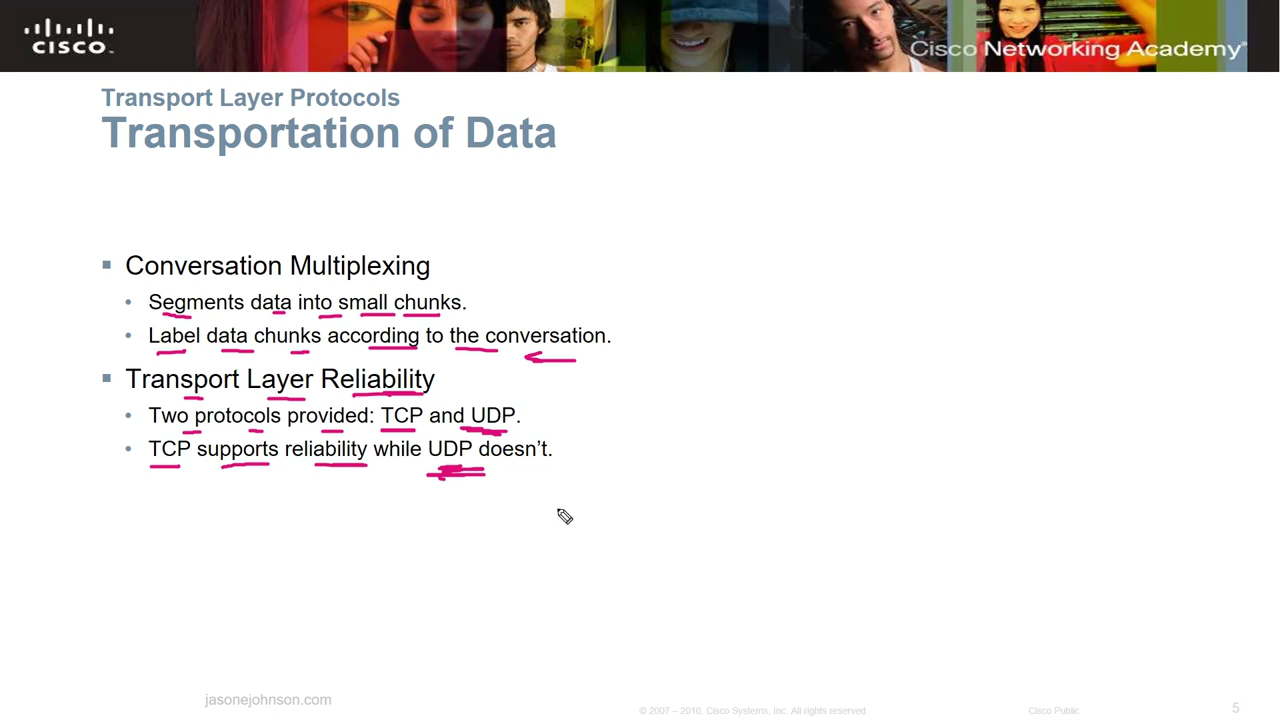 CISCO
Cisco Networking Academy
Transport Layer Protocols
Transportation of Data
Conversation Multiplexing
Segments data into small chunks.
Label data chunks according to the conversation.
Transport Layer Reliability
Two protocols provided: TCP and UDP.
TCP supports reliability while UDP doesn't.
jasonejohnson.com
© 2007 – 2010, Cisco Systems, Inc. All rights reserved.
Cisco Public
5